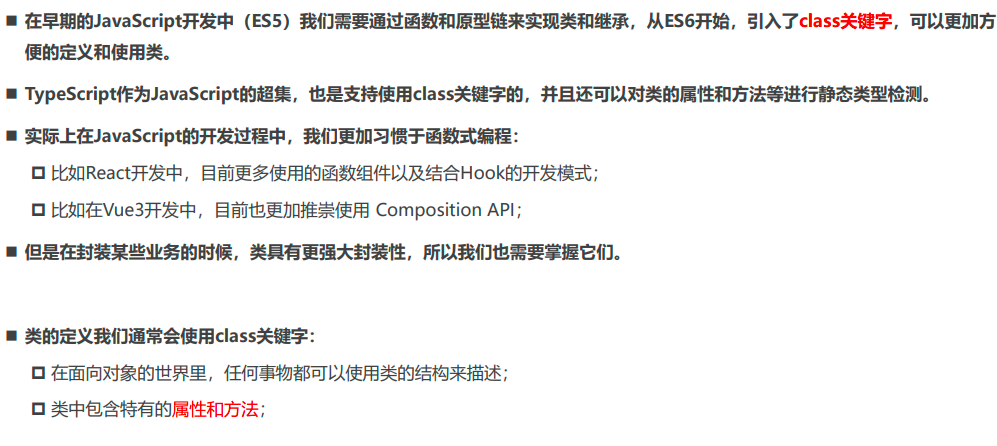 ■ 在早期的JavaScript开发中（ES5）我们需要通过函数和原型链来实现类和继承，从ES6开始，引入了class关键字，可以更加方
便的定义和使用类。
■ TypeScript作为JavaScript的超集，也是支持使用class关键字的，并且还可以对类的属性和方法等进行静态类型检测。
■ 实际上在JavaScript的开发过程中，我们更加习惯于函数式编程：
比如React开发中，目前更多使用的函数组件以及结合Hook的开发模式；
比如在Vue3开发中，目前也更加推崇使用 Composition API；
■ 但是在封装某些业务的时候，类具有更强大封装性，所以我们也需要掌握它们。
■ 类的定义我们通常会使用class关键字：
在面向对象的世界里，任何事物都可以使用类的结构来描述；
类中包含特有的属性和方法；